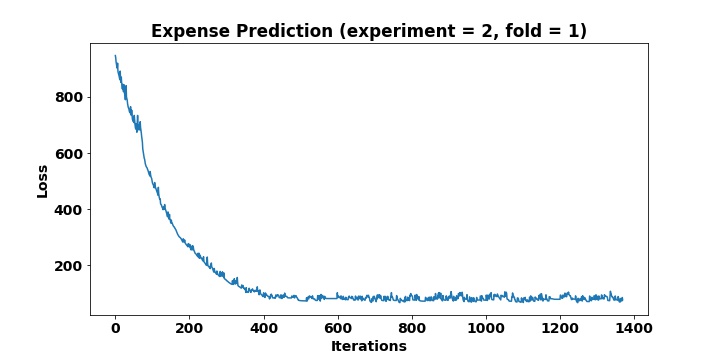 Expense Prediction (experiment = 2, fold = 1)
800
600
400
200
Loss
0 200 400 600 800 1000 1200 1400
Iterations